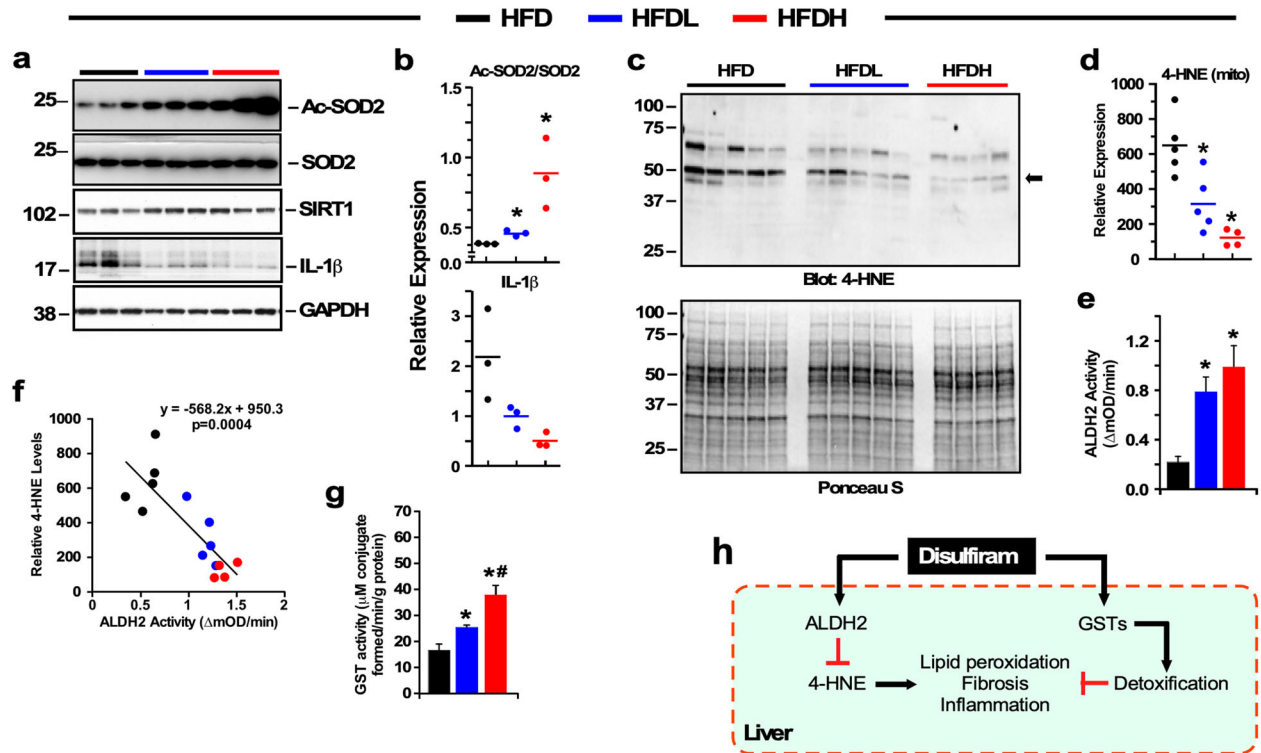 HFD HFDL HFDH
a
25
Ac-SOD2
25
SOD2
102
SIRT1
17
IL-1β
38
GAPDH
b
Ac-SOD2/SOD2
1.5
1.0
0.5
0.0
*
*
Relative Expression
IL-1β
3
2
1
0
c
HFD HFDL HFDH
100
75
50
37
25
Blot: 4-HNE
100
75
50
37
25
Ponceau S
d
4-HNE (mito)
Relative Expression
1000
800
600
400
200
0
*
*
e
ALDH2 Activity
(ΔmOD/min)
1.2
0.8
0.4
0.0
*
*
f
y = -568.2x + 950.3
p=0.0004
Relative 4-HNE Levels
1000
800
600
400
200
0
0 0.5 1 1.5 2
ALDH2 Activity (ΔmOD/min)
g
GST activity (µM conjugate
formed/min/g protein)
70
60
50
40
30
20
10
0
*
*#
h
Disulfiram
ALDH2
GSTs
4-HNE
Lipid peroxidation
Fibrosis
Inflammation
Detoxification
Liver